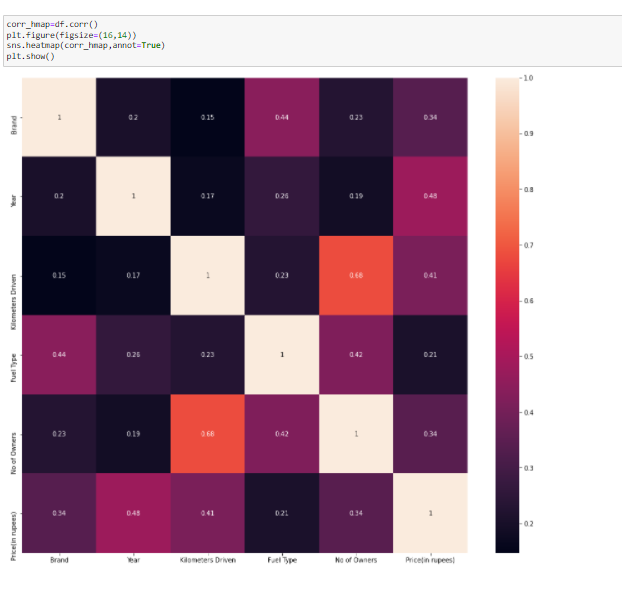 corr_hmap=df.corr()
plt.figure(figsize=(16,14))
sns.heatmap(corr_hmap,annot=True)
plt.show()
1.0
Brand 1 0.2 0.15 0.44 0.23 0.34
0.9
0.8
Year 0.2 1 0.17 0.26 0.19 0.48
0.7
Kilometers Driven 0.15 0.17 1 0.23 0.68 0.41
0.6
0.5
Fuel Type 0.44 0.26 0.23 1 0.42 0.21
0.4
No of Owners 0.23 0.19 0.68 0.42 1 0.34
0.3
Price(in rupees) 0.34 0.48 0.41 0.21 0.34 1
0.2
Brand Year Kilometers Driven Fuel Type No of Owners Price(in rupees)